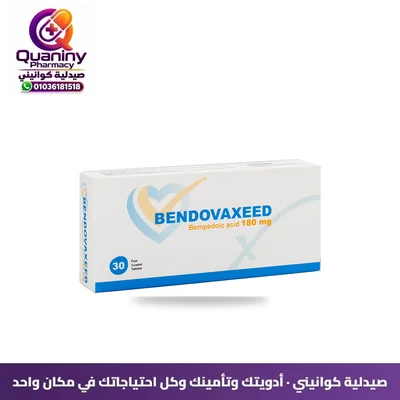 Quaniny
Pharmacy
صيدلية كوانيني
01036181518
BENDOVAXEED
BENDOVAXEED
Bempedoic acid 180 mg
30
Film
Coated
Tablets
صيدلية كوانيني - أدويتك وتأمينك وكل احتياجاتك في مكان واحد